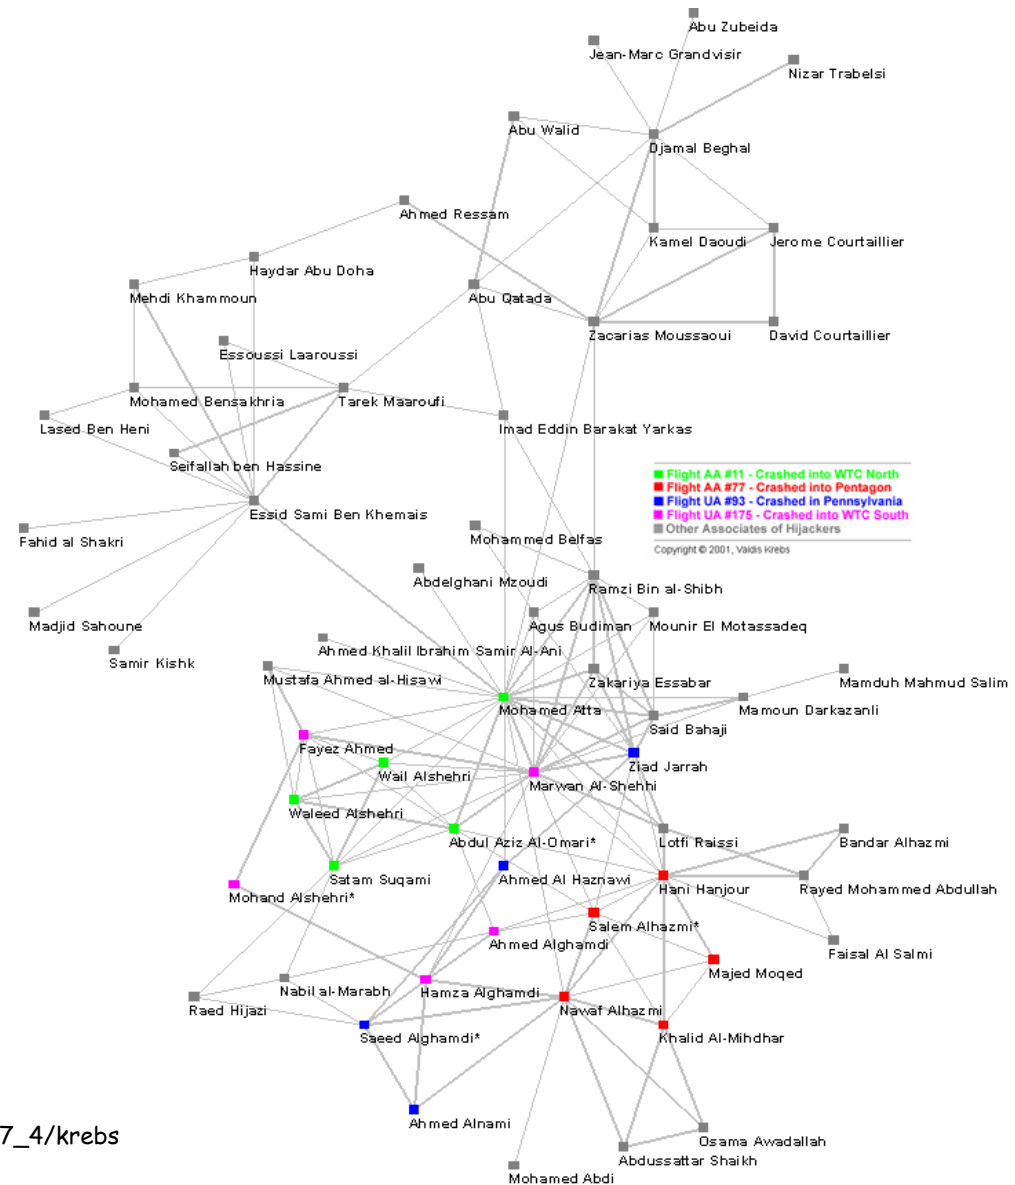 Abu Zubeida
Jean-Marc Grandvisir
Nizar Trabelsi
Abu Walid
Djamal Beghal
Ahmed Ressam
Kamel Daoudi
Jerome Courtaillier
Haydar Abu Doha
Mehdi Khammoun
Abu Qatada
Zacarias Moussaoui
David Courtaillier
Essoussi Laaroussi
Mohamed Bensakhria
Tarek Maaroufi
Lased Ben Heni
Imad Eddin Barakat Yarkas
Seifallah ben Hassine
Flight AA #11 - Crashed into WTC North
Flight AA #77 - Crashed into Pentagon
Flight UA #93 - Crashed in Pennsylvania
Flight UA #175 - Crashed into WTC South
Other Associates of Hijackers
Copyright © 2001, Valdis Krebs
Essid Sami Ben Khemais
Fahid al Shakri
Mohammed Belfas
Abdelghani Mzoudi
Ramzi Bin al-Shibh
Madjid Sahoune
Agus Budiman
Mounir El Motassadeq
Ahmed Khalil Ibrahim Samir Al-Ani
Samir Kishk
Mustafa Ahmed al-Hisawi
Zakariya Essabar
Mamduh Mahmud Salim
Mohamed Atta
Mamoun Darkazanli
Said Bahaji
Fayez Ahmed
Ziad Jarrah
Wail Alshehri
Marwan Al-Shehhi
Waleed Alshehri
Abdul Aziz Al-Omari*
Lotfi Raissi
Bandar Alhazmi
Satam Suqami
Ahmed Al Haznawi
Hani Hanjour
Rayed Mohammed Abdullah
Mohand Alshehri*
Salem Alhazmi*
Ahmed Alghamdi
Faisal Al Salmi
Majed Moqed
Nabil al-Marabh
Hamza Alghamdi
Raed Hijazi
Nawaf Alhazmi
Saeed Alghamdi*
Khalid Al-Mihdhar
Ahmed Alnami
7_4/krebs
Osama Awadallah
Abdussattar Shaikh
Mohamed Abdi